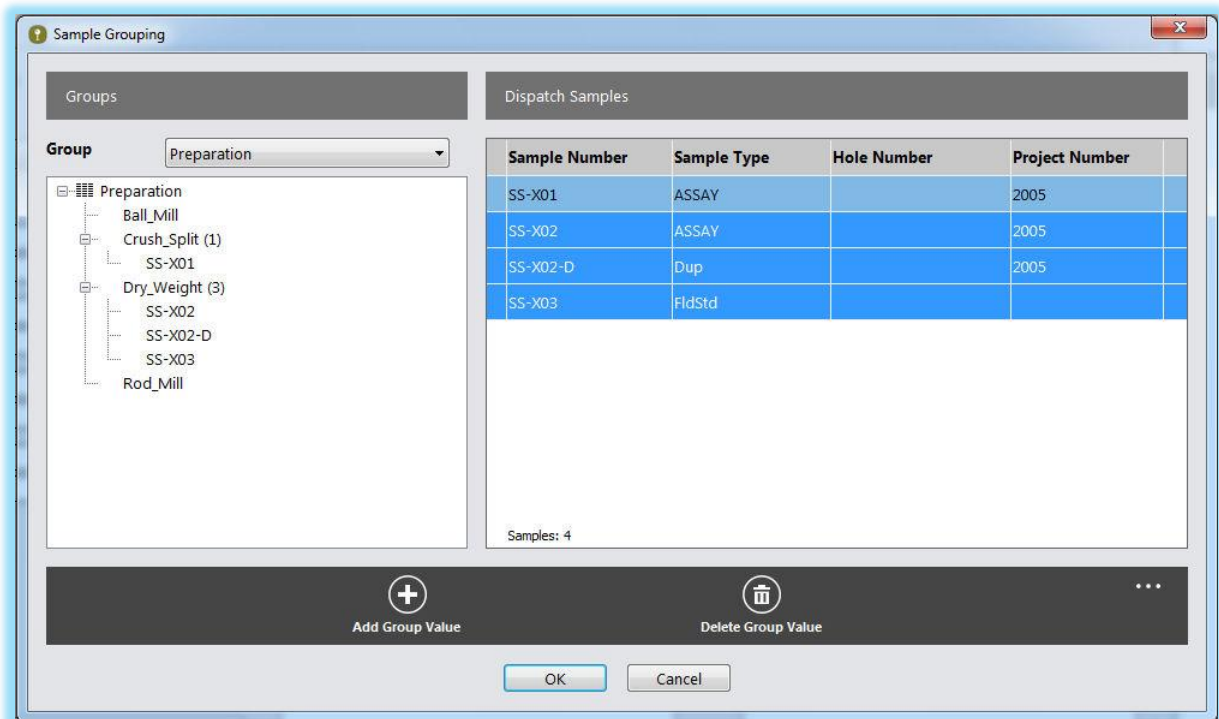 Sample Grouping
x
Groups
Group
Preparation
Preparation
Ball_Mill
Crush_Split (1)
SS-X01
Dry_Weight (3)
SS-X02
SS-X02-D
SS-X03
Rod_Mill
Dispatch Samples
Sample Number Sample Type Hole Number Project Number
SS-X01 ASSAY 2005
SS-X02 ASSAY 2005
SS-X02-D Dup 2005
SS-X03 FldStd
Samples: 4
Add Group Value
Delete Group Value
...
OK
Cancel